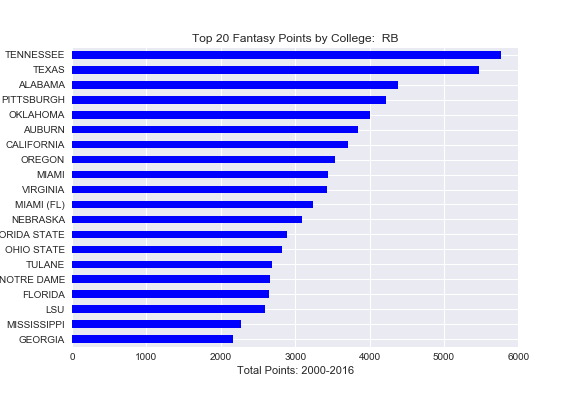 Top 20 Fantasy Points by College:  RB
TENNESSEE
TEXAS
ALABAMA
PITTSBURGH
OKLAHOMA
AUBURN
CALIFORNIA
OREGON
MIAMI
VIRGINIA
MIAMI (FL)
NEBRASKA
ORIDA STATE
OHIO STATE
TULANE
NOTRE DAME
FLORIDA
LSU
MISSISSIPPI
GEORGIA
0 1000 2000 3000 4000 5000 6000
Total Points: 2000-2016